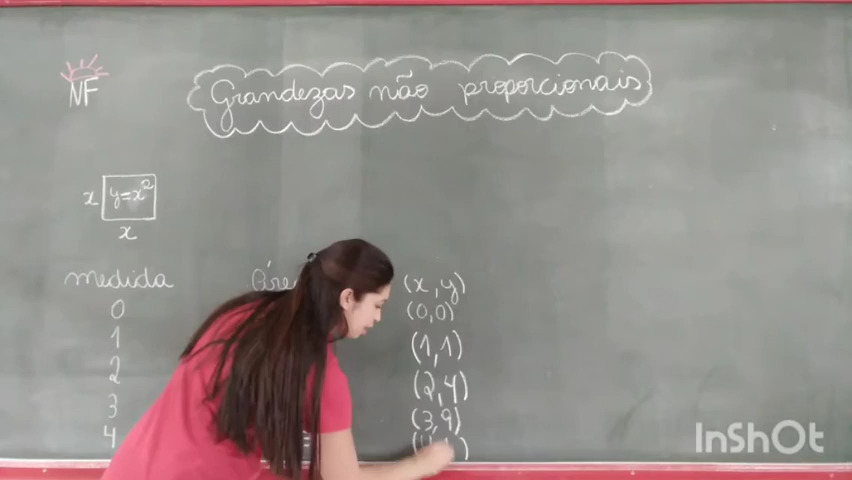 NF
Grandezas não proporcionais
x y=x²
x
medida (x,y)
0 (0,0)
1 (1,1)
2 (2,4)
3 (3,9)
4
InShOt